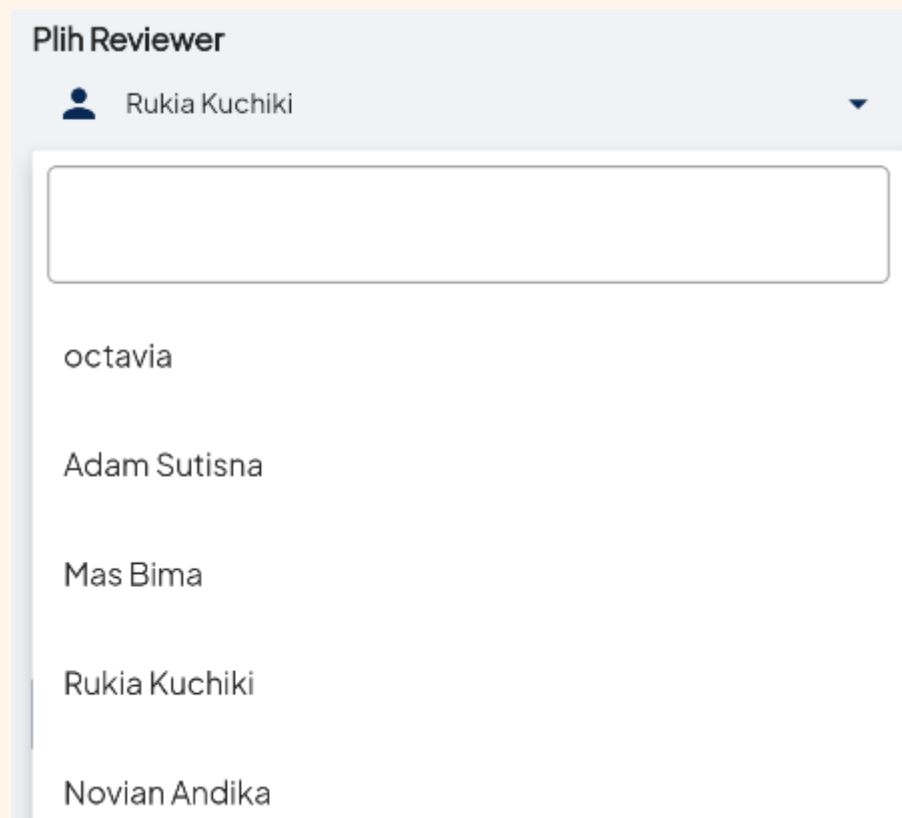 Plih Reviewer
Rukia Kuchiki
octavia
Adam Sutisna
Mas Bima
Rukia Kuchiki
Novian Andika